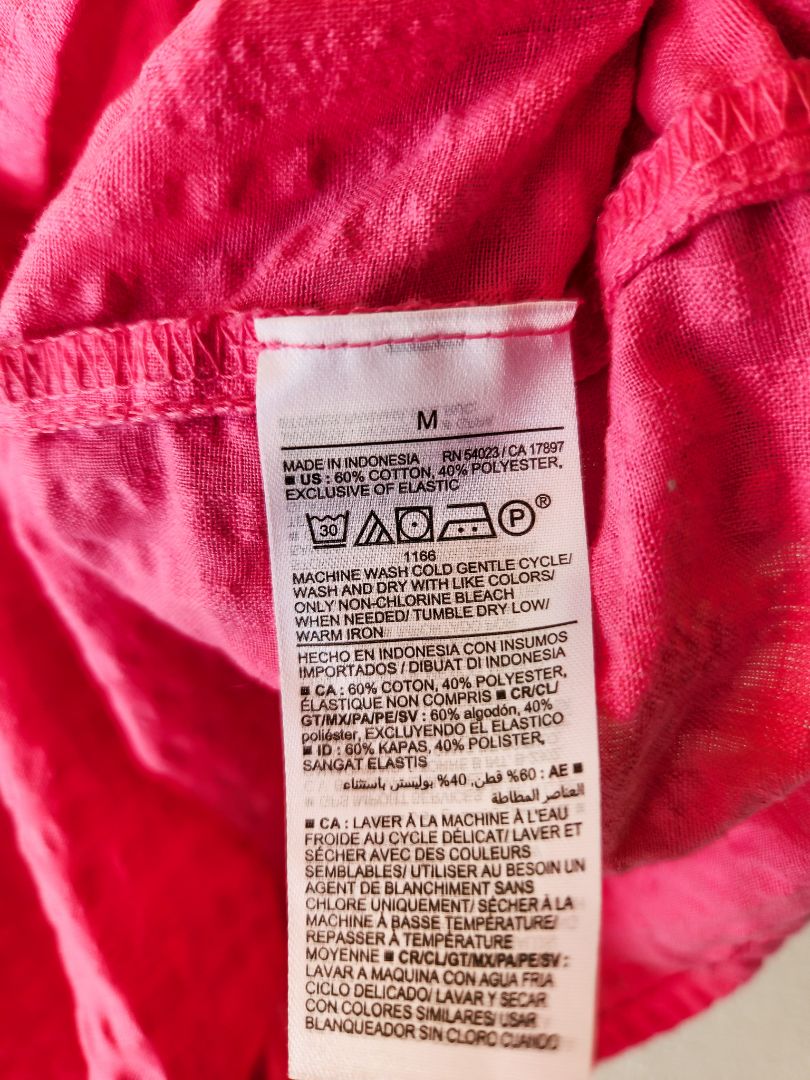 M
MADE IN INDONESIA RN 54023 / CA 17897
■ US : 60% COTTON, 40% POLYESTER,
EXCLUSIVE OF ELASTIC
30 P ®
1166
MACHINE WASH COLD GENTLE CYCLE/
WASH AND DRY WITH LIKE COLORS/
ONLY NON-CHLORINE BLEACH
WHEN NEEDED/ TUMBLE DRY LOW/
WARM IRON
HECHO EN INDONESIA CON INSUMOS
IMPORTADOS / DIBUAT DI INDONESIA
■ CA : 60% COTON, 40% POLYESTER,
ÉLASTIQUE NON COMPRIS ■ CR/CL/
GT/MX/PA/PE/SV : 60% algodón, 40%
poliéster, EXCLUYENDO EL ELASTICO
■ ID : 60% KAPAS, 40% POLISTER,
SANGAT ELASTIS
■ AE : 60% قطن, 40% بوليستر, باستثناء
العناصر المطاطة
■ CA : LAVER À LA MACHINE À L'EAU
FROIDE AU CYCLE DÉLICAT/ LAVER ET
SÉCHER AVEC DES COULEURS
SEMBLABLES/ UTILISER AU BESOIN UN
AGENT DE BLANCHIMENT SANS
CHLORE UNIQUEMENT/ SÉCHER À LA
MACHINE À BASSE TEMPÉRATURE/
REPASSER À TEMPÉRATURE
MOYENNE ■ CR/CL/GT/MX/PA/PE/SV :
LAVAR A MAQUINA CON AGUA FRIA
CICLO DELICADO/ LAVAR Y SECAR
CON COLORES SIMILARES/ USAR
BLANQUEADOR SIN CLORO CUANDO